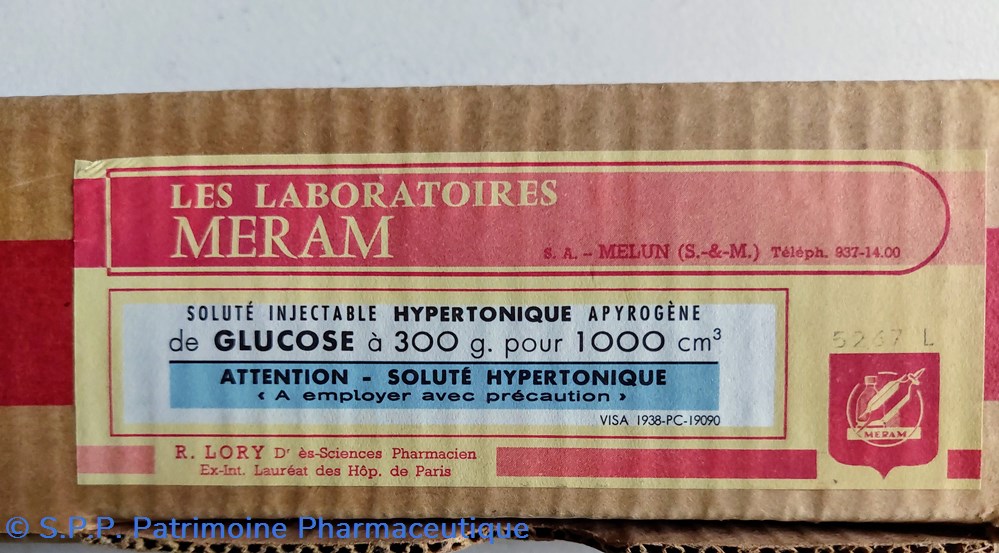 LES LABORATOIRES
MERAM
S. A. - MELUN (S.-&-M.) Téléph. 937-14.00
SOLUTÉ INJECTABLE HYPERTONIQUE APYROGÈNE
de GLUCOSE à 300 g. pour 1000 cm³
ATTENTION - SOLUTÉ HYPERTONIQUE
« A employer avec précaution »
VISA 1938-PC-19090
5267 L
MERAM
R. LORY Dr ès-Sciences Pharmacien
Ex-Int. Lauréat des Hôp. de Paris
© S.P.P. Patrimoine Pharmaceutique